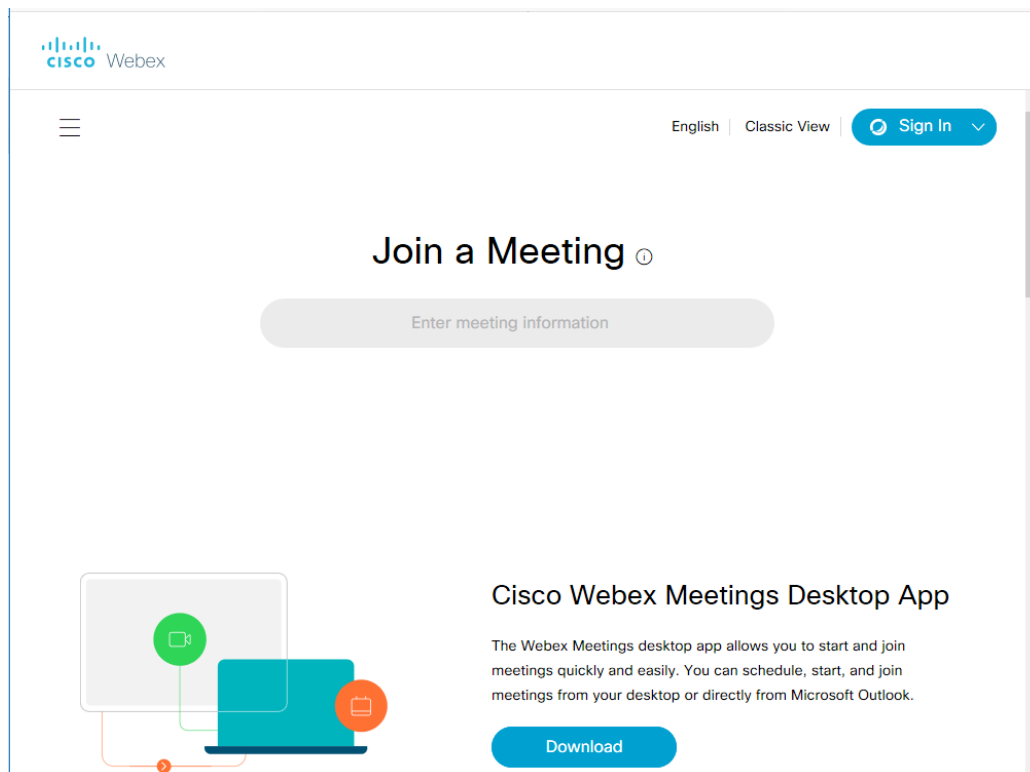 cisco Webex
English
Classic View
Sign In
Join a Meeting
Enter meeting information
Cisco Webex Meetings Desktop App
The Webex Meetings desktop app allows you to start and join
meetings quickly and easily. You can schedule, start, and join
meetings from your desktop or directly from Microsoft Outlook.
Download